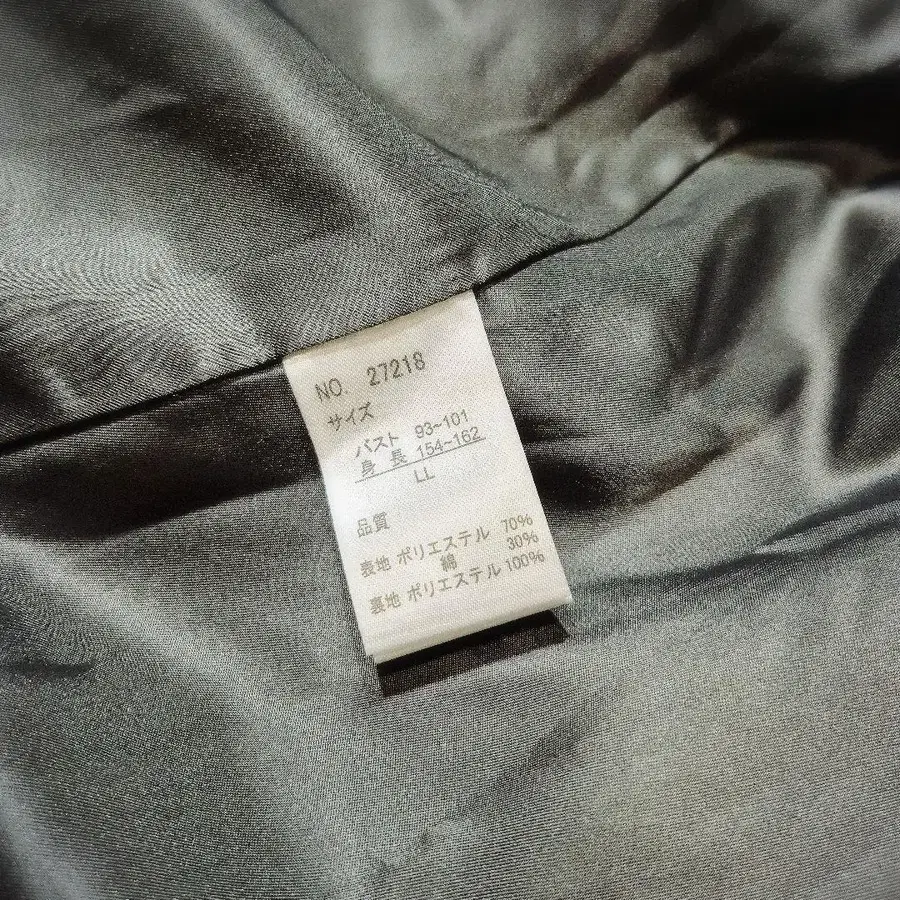 NO. 27218
サイズ
バスト 93~101
身長 154~162
LL
品質
表地 ポリエステル 70%
綿 30%
裏地 ポリエステル 100%